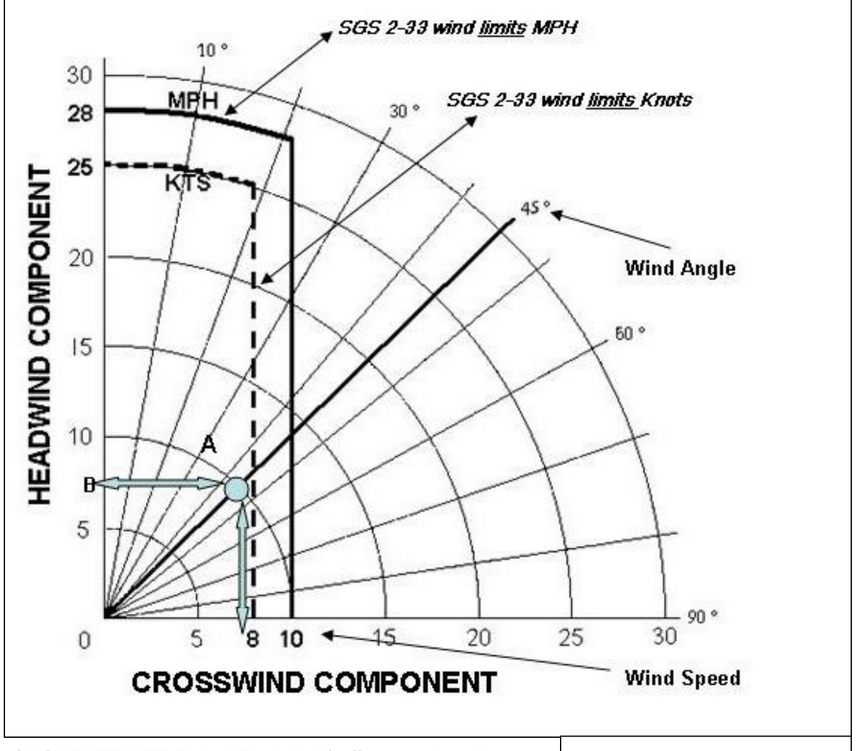 SGS 2-33 wind limits MPH
10°
30
MPH
SGS 2-33 wind limits Knots
28
30°
25
KTS
45°
Wind Angle
20
60°
15
HEADWIND COMPONENT
10
A
B
5
90°
0
5
8
10
15
20
25
30
CROSSWIND COMPONENT
Wind Speed